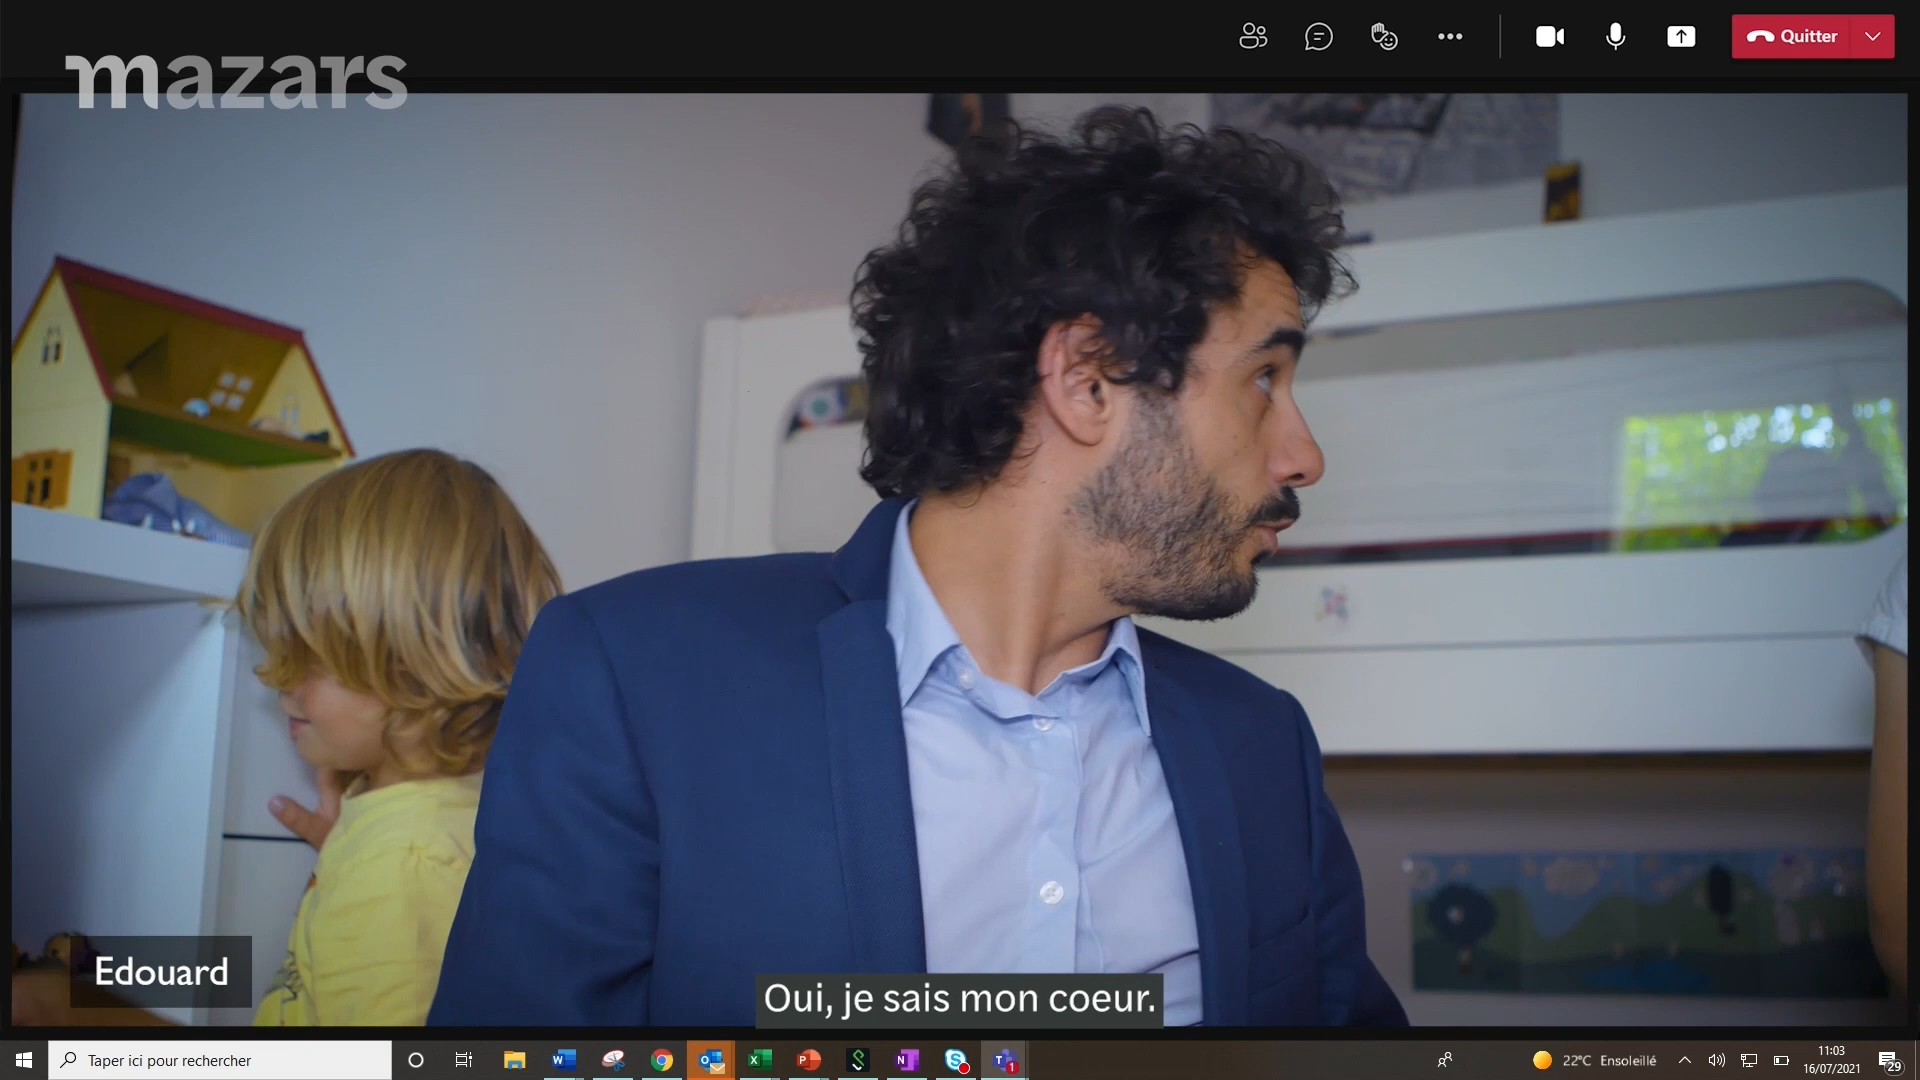 mazars
Quitter
Edouard
Oui, je sais mon coeur.
Taper ici pour rechercher
22°C Ensoleillé
11:03
16/07/2021
29
1